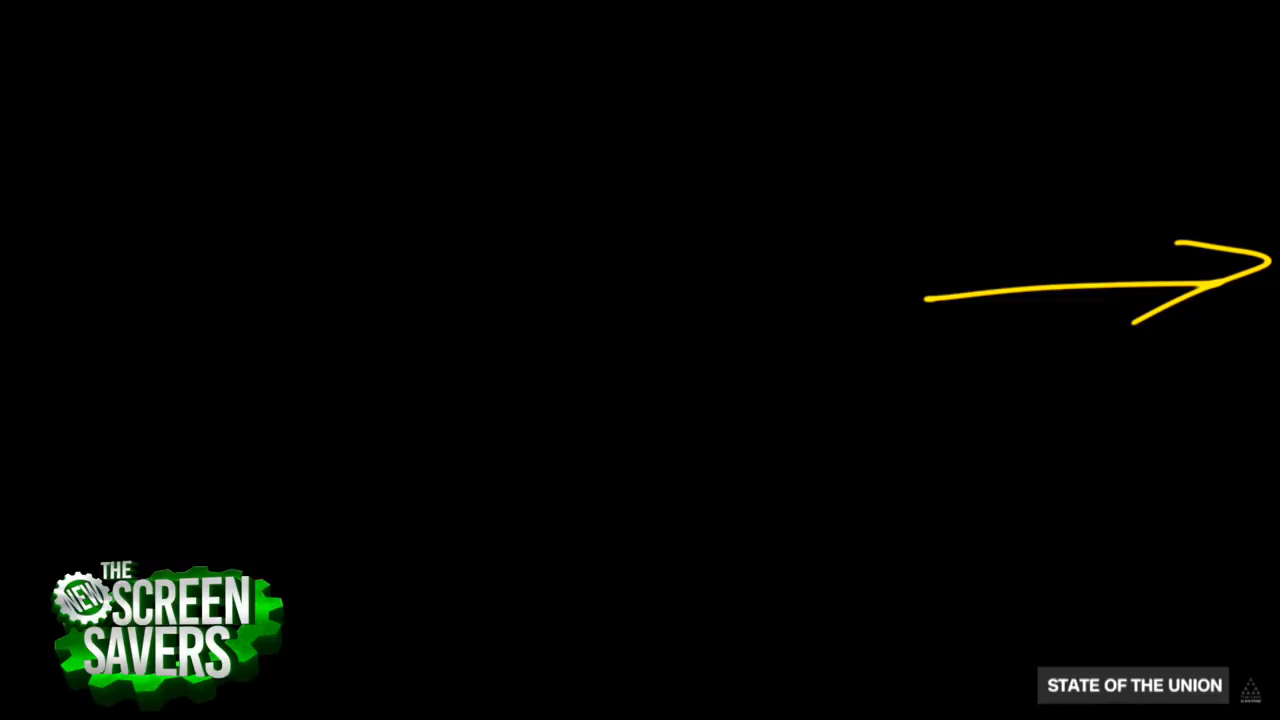 THE
NEW
SCREEN
SAVERS
STATE OF THE UNION